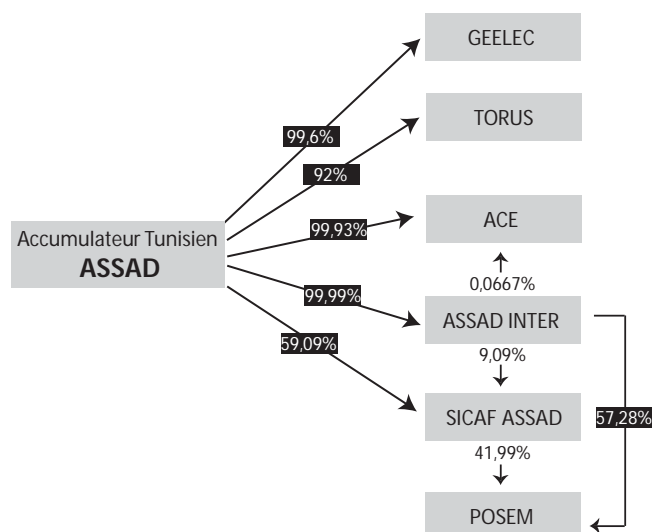 GEELEC
99,6%
TORUS
92%
ACE
99,93%
Accumulateur Tunisien
ASSAD
0,0667%
99,99%
ASSAD INTER
59,09%
9,09%
SICAF ASSAD
57,28%
41,99%
POSEM